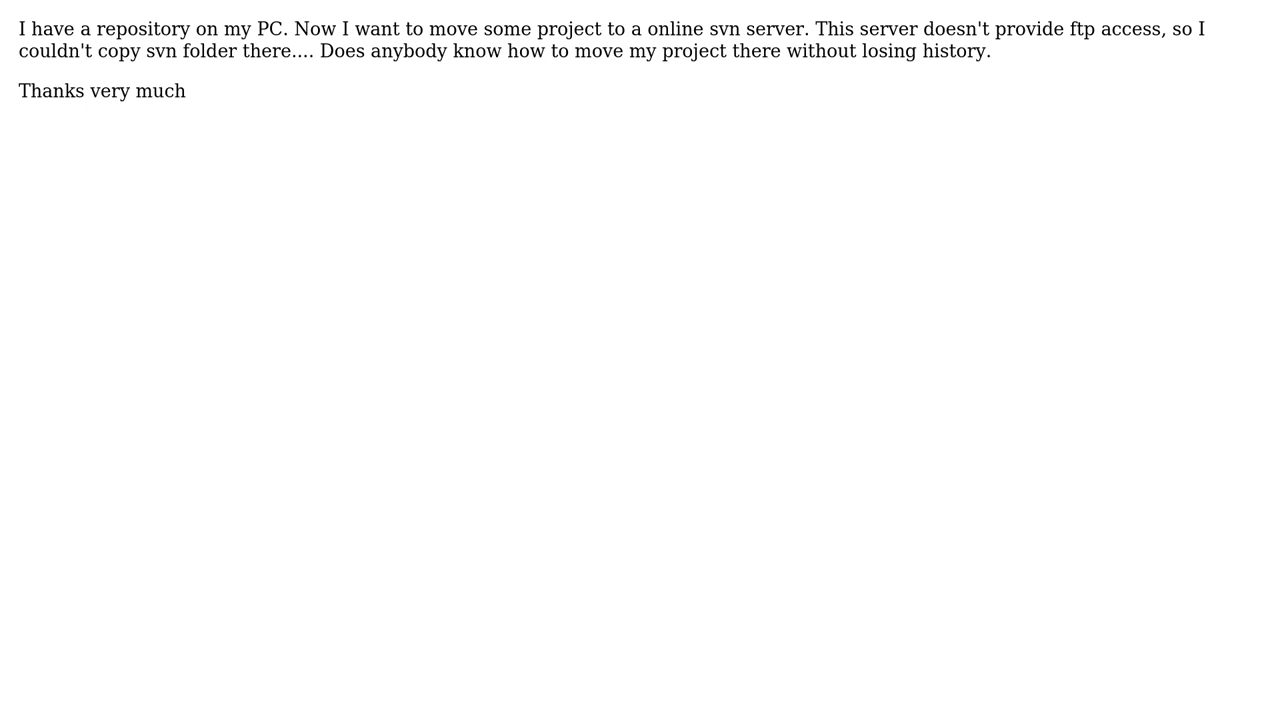 I have a repository on my PC. Now I want to move some project to a online svn server. This server doesn't provide ftp access, so I
couldn't copy svn folder there.... Does anybody know how to move my project there without losing history.
Thanks very much